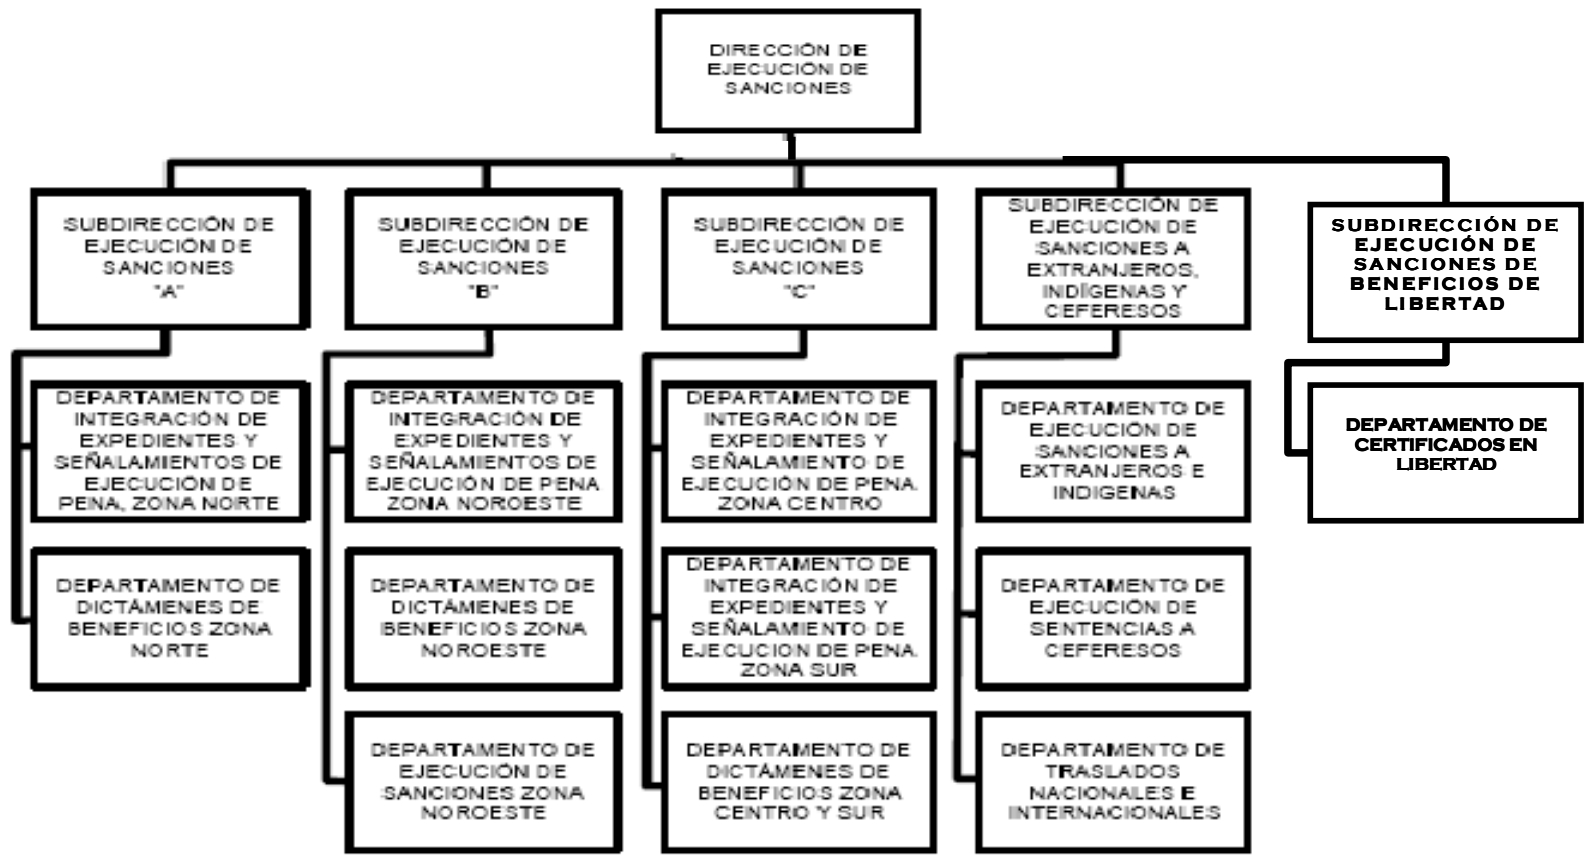 DIRECCIÓN DE
EJECUCIÓN DE
SANCIONES
SUBDIRECCIÓN DE
EJECUCIÓN DE
SANCIONES
"A"
SUBDIRECCIÓN DE
EJECUCIÓN DE
SANCIONES
"B"
SUBDIRECCIÓN DE
EJECUCIÓN DE
SANCIONES
"C"
SUBDIRECCIÓN DE
EJECUCIÓN DE
SANCIONES A
EXTRANJEROS,
INDÍGENAS Y
CEFERESOS
SUBDIRECCIÓN DE
EJECUCIÓN DE
SANCIONES DE
BENEFICIOS DE
LIBERTAD
DEPARTAMENTO DE
INTEGRACIÓN DE
EXPEDIENTES Y
SEÑALAMIENTOS DE
EJECUCIÓN DE
PENA, ZONA NORTE
DEPARTAMENTO DE
INTEGRACIÓN DE
EXPEDIENTES Y
SEÑALAMIENTOS DE
EJECUCIÓN DE PENA
ZONA NOROESTE
DEPARTAMENTO DE
INTEGRACIÓN DE
EXPEDIENTES Y
SEÑALAMIENTO DE
EJECUCIÓN DE PENA.
ZONA CENTRO
DEPARTAMENTO DE
EJECUCIÓN DE
SANCIONES A
EXTRANJEROS E
INDIGENAS
DEPARTAMENTO DE
CERTIFICADOS EN
LIBERTAD
DEPARTAMENTO DE
DICTÁMENES DE
BENEFICIOS ZONA
NORTE
DEPARTAMENTO DE
DICTÁMENES DE
BENEFICIOS ZONA
NOROESTE
DEPARTAMENTO DE
INTEGRACIÓN DE
EXPEDIENTES Y
SEÑALAMIENTO DE
EJECUCION DE PENA.
ZONA SUR
DEPARTAMENTO DE
EJECUCIÓN DE
SENTENCIAS A
CEFERESOS
DEPARTAMENTO DE
EJECUCIÓN DE
SANCIONES ZONA
NOROESTE
DEPARTAMENTO DE
DICTÁMENES DE
BENEFICIOS ZONA
CENTRO Y SUR
DEPARTAMENTO DE
TRASLADOS
NACIONALES E
INTERNACIONALES